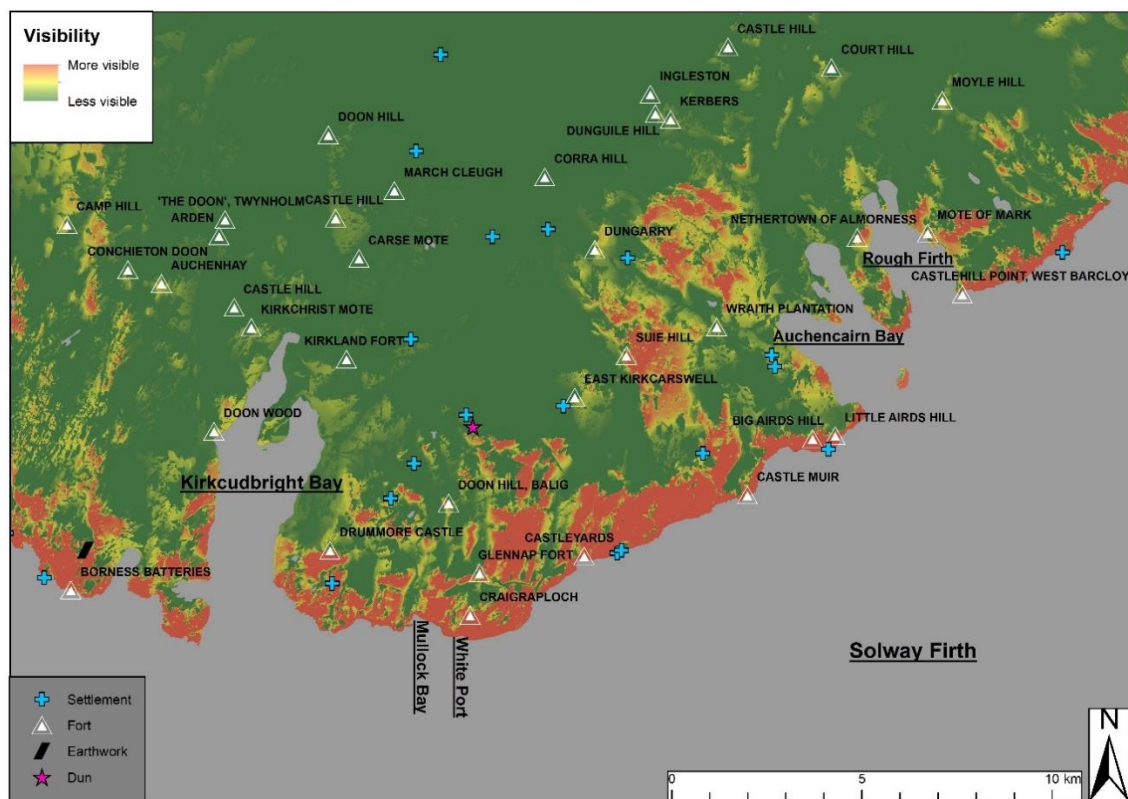 Visibility
More visible
Less visible
CASTLE HILL
COURT HILL
INGLESTON
MOYLE HILL
KERBERS
DOON HILL
DUNGUILE HILL
MARCH CLEUGH
CORRA HILL
'THE DOON', TWYNHOLM
CASTLE HILL
CAMP HILL
ARDEN
NETHERTOWN OF ALMORNESS
MOTE OF MARK
DUNGARRY
CONCHIETON DOON
CARSE MOTE
Rough Firth
AUCHENHAY
CASTLEHILL POINT, WEST BARCLOY
CASTLE HILL
KIRKCHRIST MOTE
WRAITH PLANTATION
Auchencairn Bay
KIRKLAND FORT
SUIE HILL
EAST KIRKCARSWELL
DOON WOOD
BIG AIRDS HILL
LITTLE AIRDS HILL
Kirkcudbright Bay
DOON HILL, BALIG
CASTLE MUIR
DRUMMORE CASTLE
CASTLEYARDS
GLENNAP FORT
BORNESS BATTERIES
CRAIGRAPLOCH
Mullock Bay
White Port
Solway Firth
Settlement
Fort
Earthwork
Dun
N
0 5 10 km